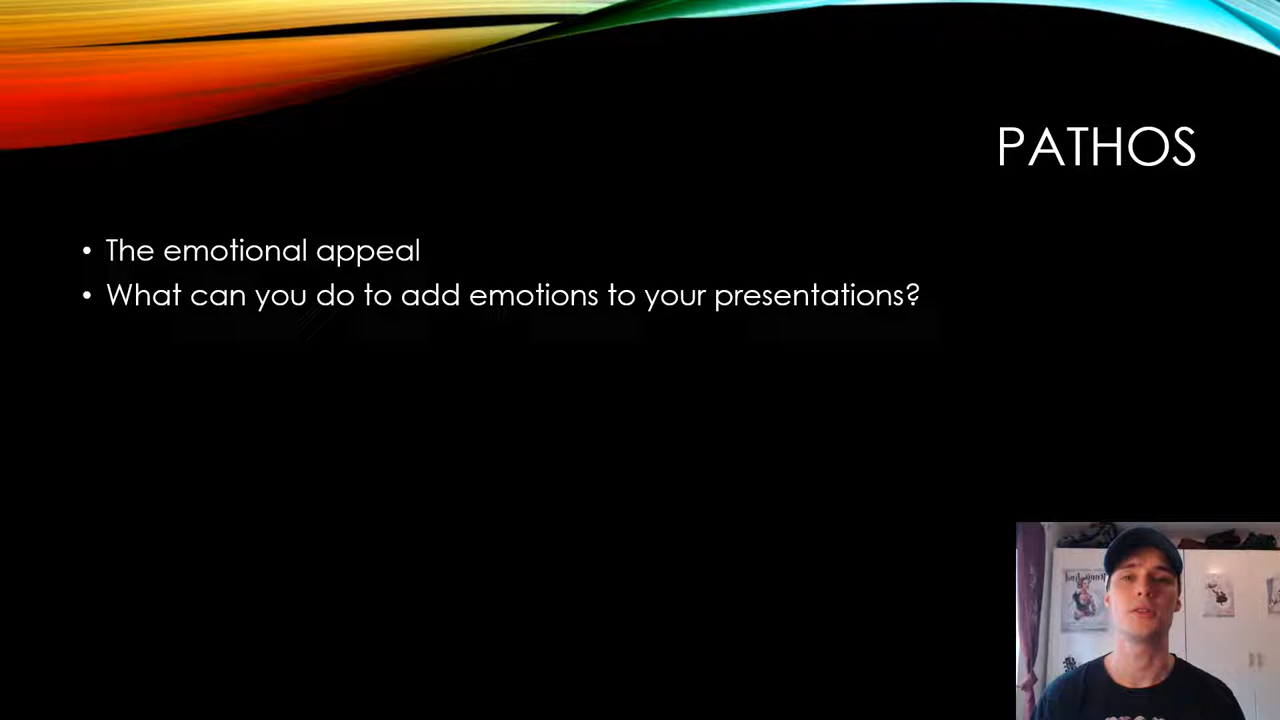 PATHOS
• The emotional appeal
• What can you do to add emotions to your presentations?